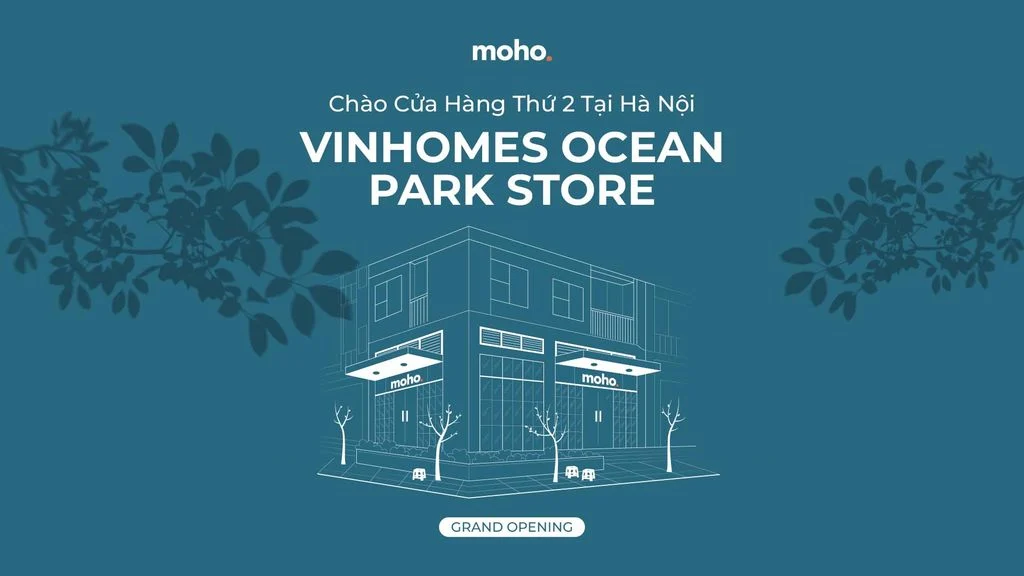 moho.
Chào Cửa Hàng Thứ 2 Tại Hà Nội
VINHOMES OCEAN
PARK STORE
moho.
moho.
GRAND OPENING